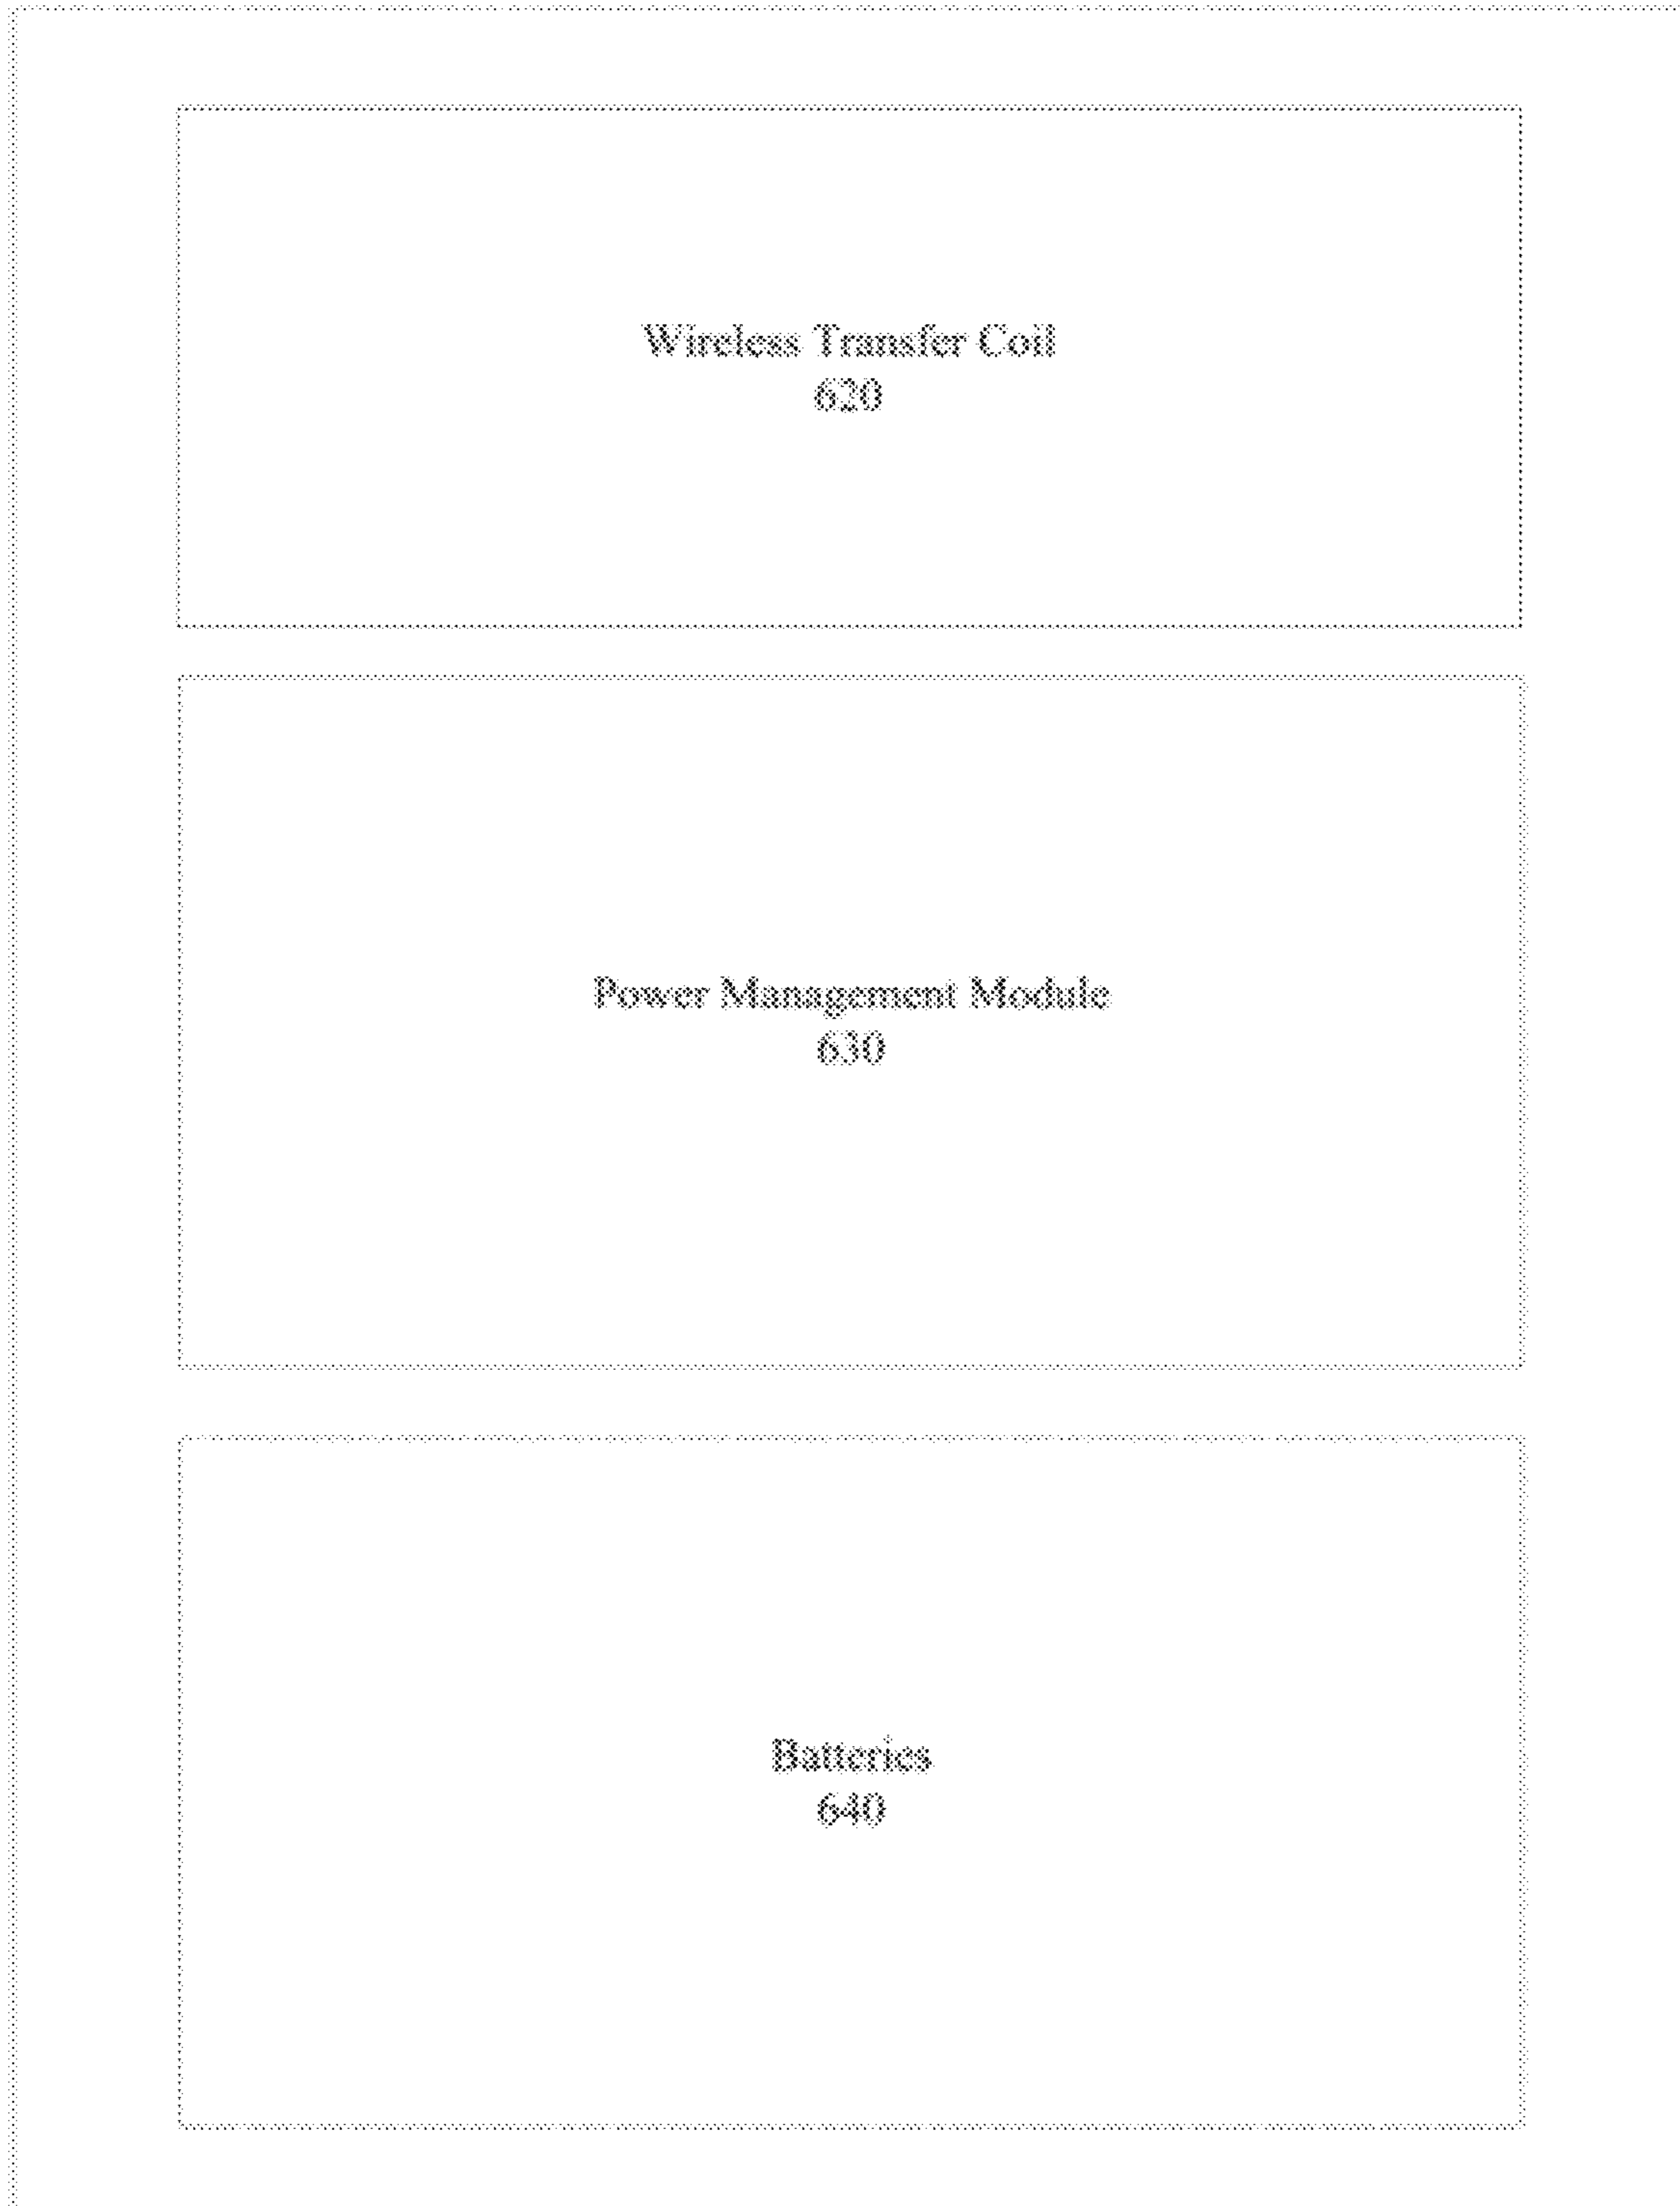 Wireless Transfer Coil
620
Power Management Module
630
Batteries
640